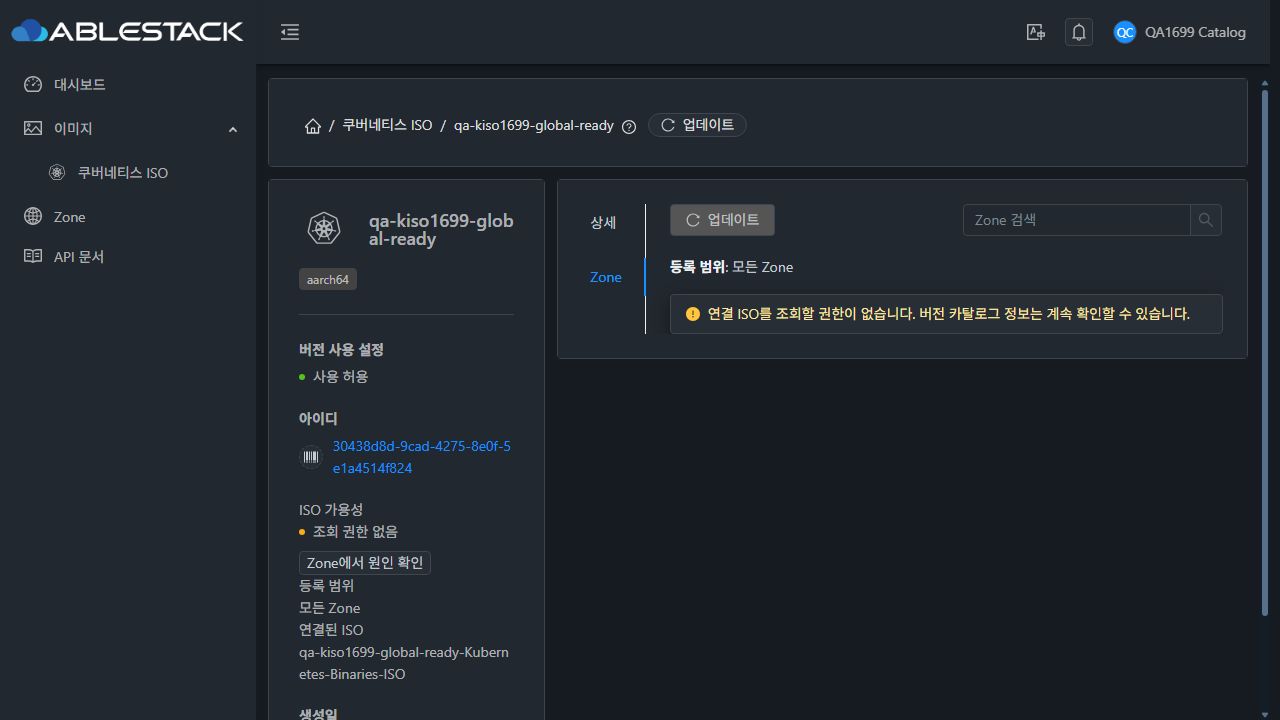 ABLESTACK
QC QA1699 Catalog
대시보드
이미지
쿠버네티스 ISO
Zone
API 문서
/ 쿠버네티스 ISO / qa-kiso1699-global-ready 업데이트
qa-kiso1699-glob
al-ready
aarch64
버전 사용 설정
사용 허용
아이디
30438d8d-9cad-4275-8e0f-5
e1a4514f824
ISO 가용성
조회 권한 없음
Zone에서 원인 확인
등록 범위
모든 Zone
연결된 ISO
qa-kiso1699-global-ready-Kubern
etes-Binaries-ISO
생성일
상세
Zone
업데이트
Zone 검색
등록 범위: 모든 Zone
연결 ISO를 조회할 권한이 없습니다. 버전 카탈로그 정보는 계속 확인할 수 있습니다.